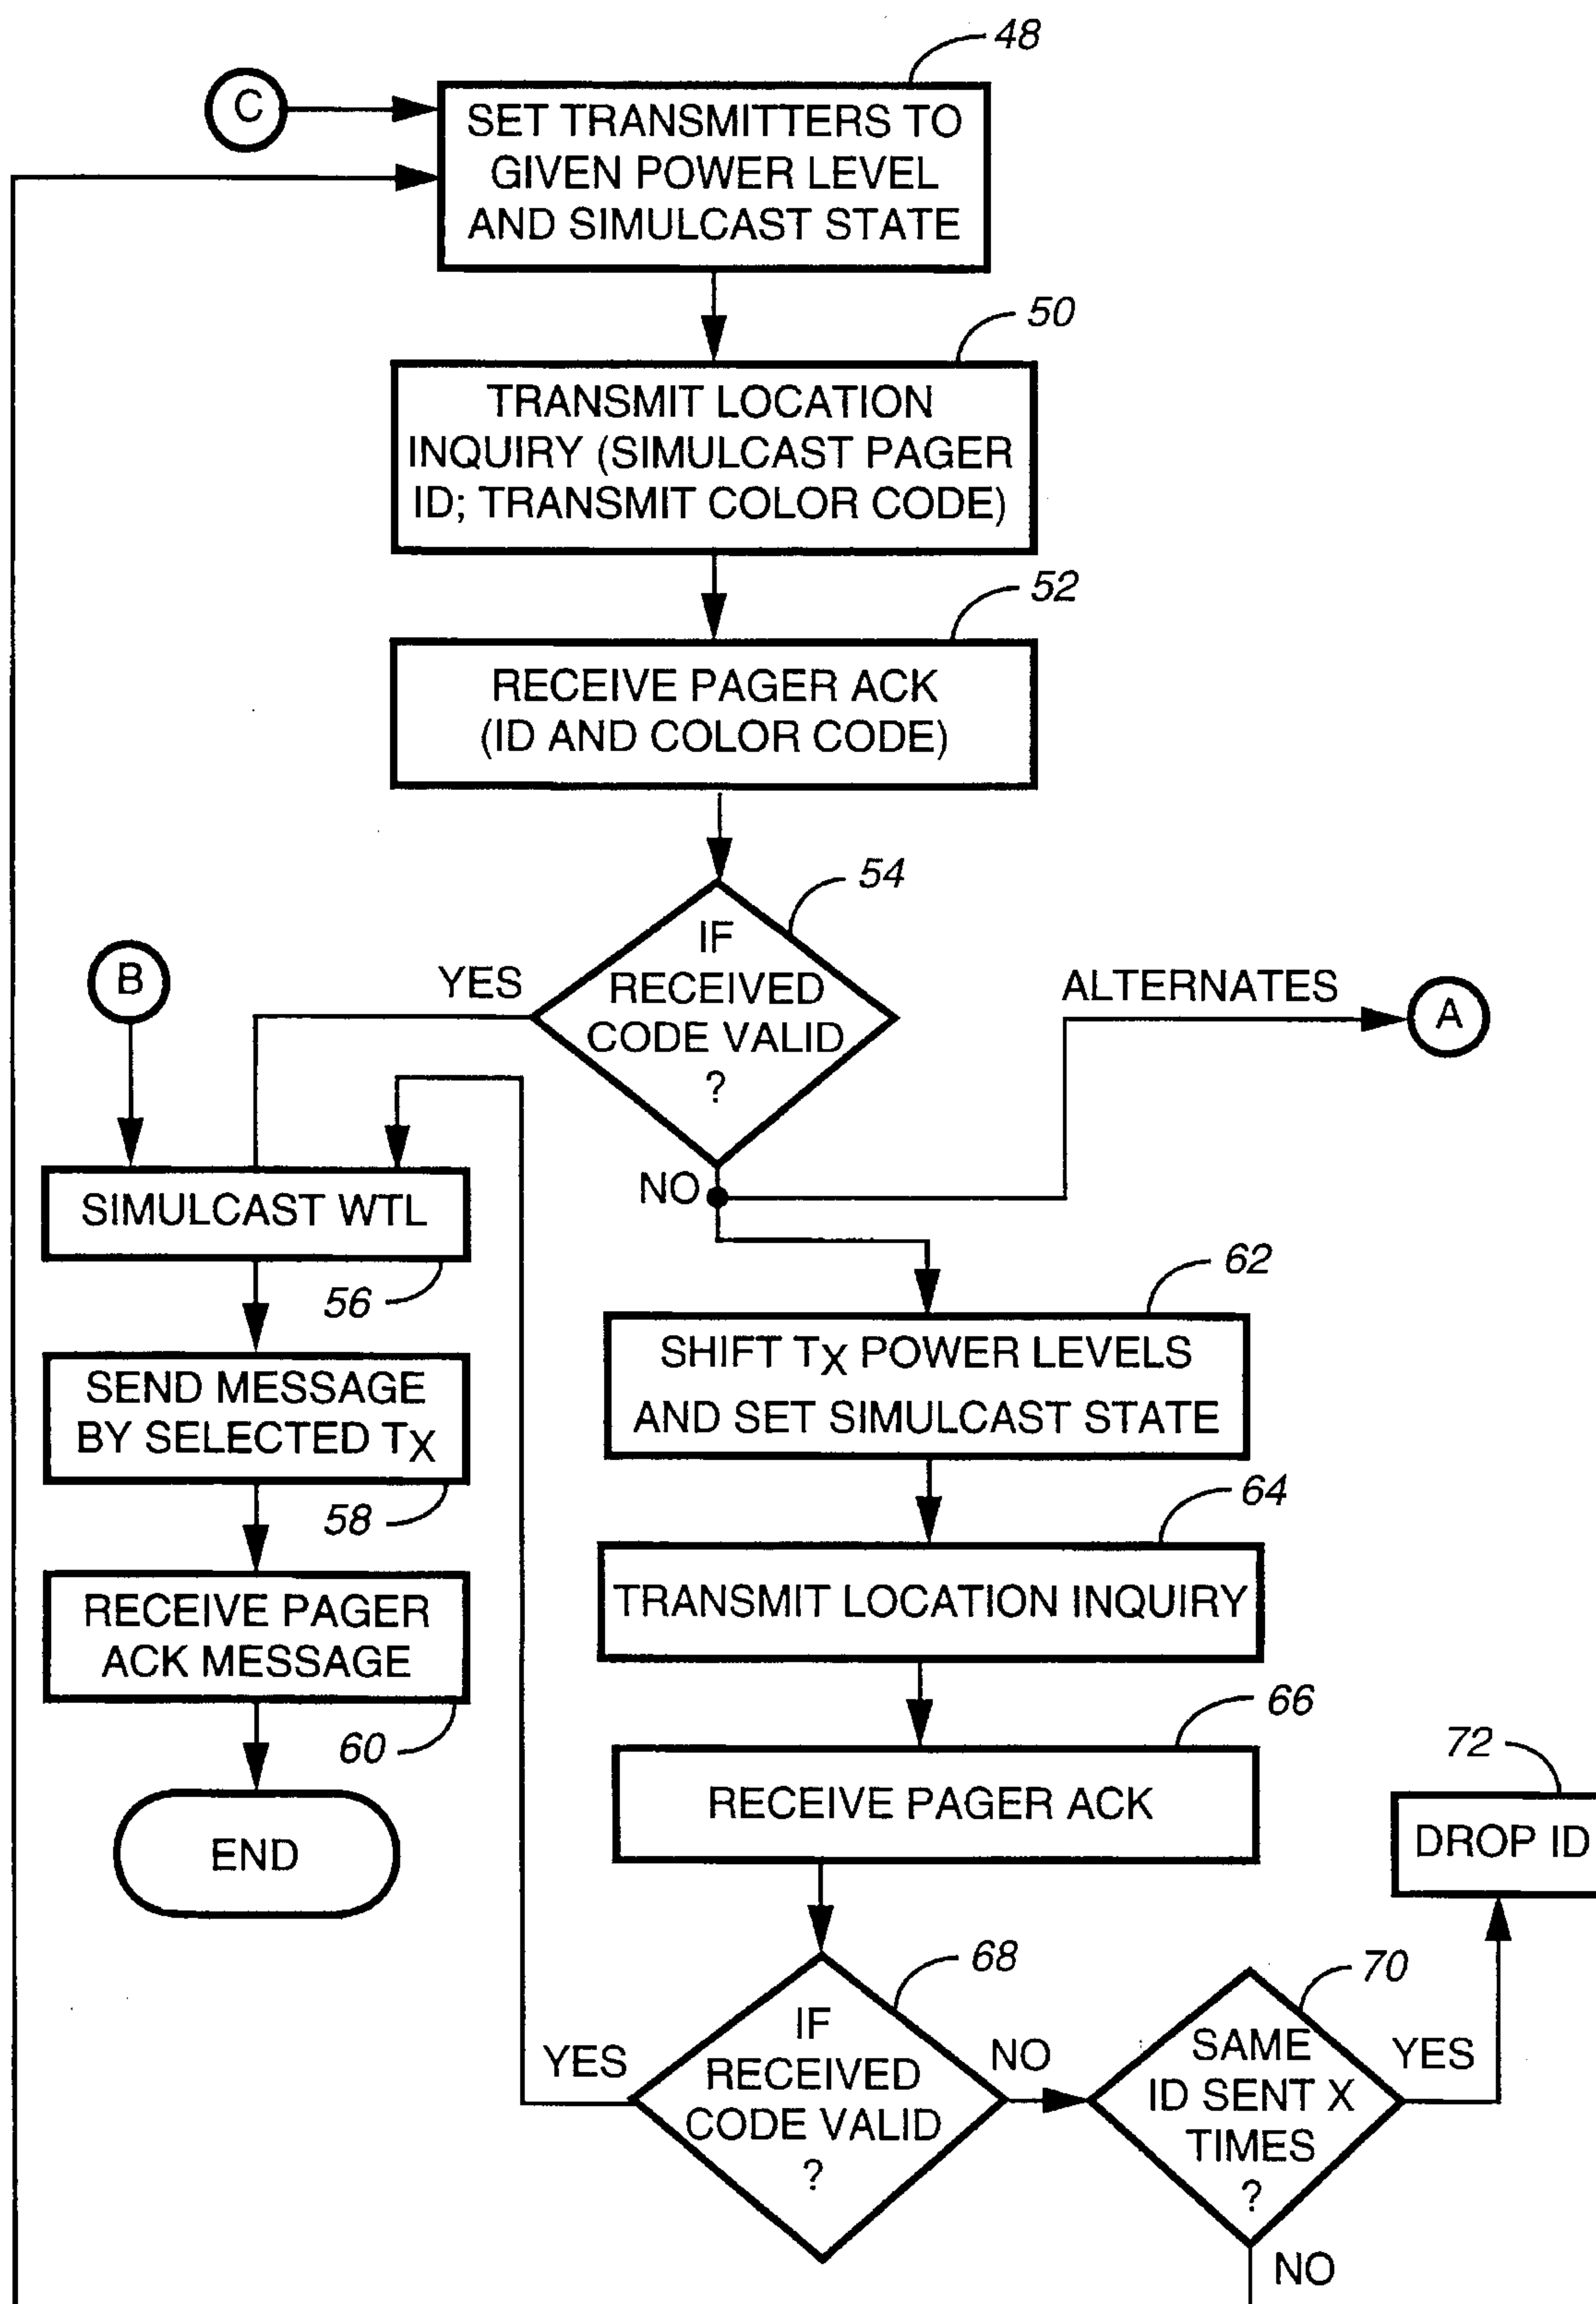 48
C
SET TRANSMITTERS TO
GIVEN POWER LEVEL
AND SIMULCAST STATE
50
TRANSMIT LOCATION
INQUIRY (SIMULCAST PAGER
ID; TRANSMIT COLOR CODE)
52
RECEIVE PAGER ACK
(ID AND COLOR CODE)
54
IF
RECEIVED
CODE VALID
?
YES
NO
ALTERNATES
A
B
SIMULCAST WTL
56
SEND MESSAGE
BY SELECTED TX
58
RECEIVE PAGER
ACK MESSAGE
60
END
62
SHIFT TX POWER LEVELS
AND SET SIMULCAST STATE
64
TRANSMIT LOCATION INQUIRY
66
RECEIVE PAGER ACK
68
IF
RECEIVED
CODE VALID
?
YES
NO
70
SAME
ID SENT X
TIMES
?
YES
NO
72
DROP ID